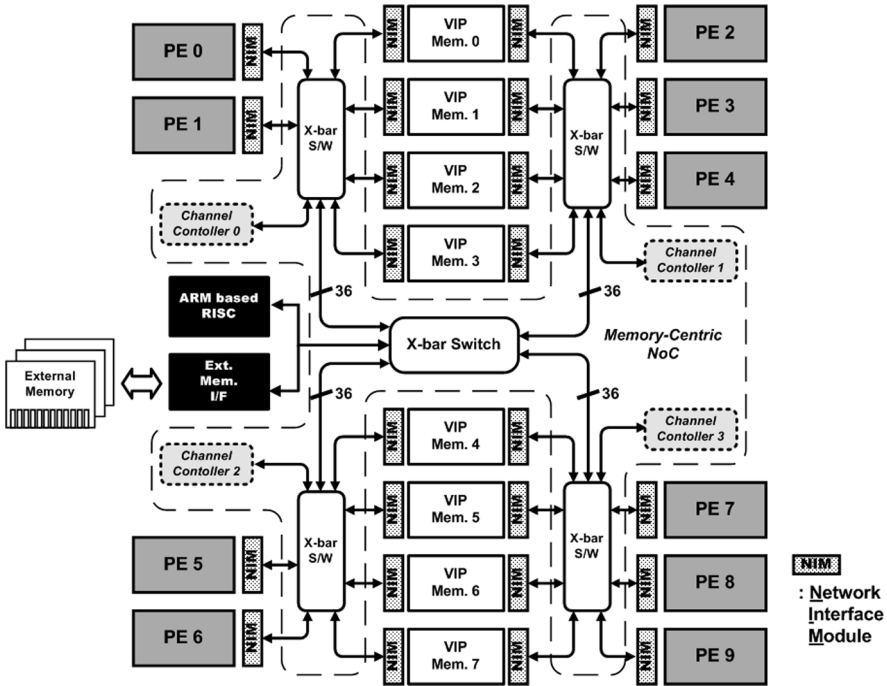 PE 0
NIM
NIM
VIP
Mem. 0
NIM
NIM
PE 2
PE 1
NIM
X-bar
S/W
NIM
VIP
Mem. 1
NIM
X-bar
S/W
NIM
PE 3
NIM
VIP
Mem. 2
NIM
NIM
PE 4
Channel
Contoller 0
NIM
VIP
Mem. 3
NIM
Channel
Contoller 1
ARM based
RISC
36
36
X-bar Switch
Memory-Centric
NoC
External
Memory
Ext.
Mem.
I/F
36
36
Channel
Contoller 2
NIM
VIP
Mem. 4
NIM
Channel
Contoller 3
X-bar
S/W
NIM
VIP
Mem. 5
NIM
X-bar
S/W
NIM
PE 7
PE 5
NIM
NIM
VIP
Mem. 6
NIM
NIM
PE 8
PE 6
NIM
NIM
VIP
Mem. 7
NIM
NIM
PE 9
NIM
: Network
Interface
Module